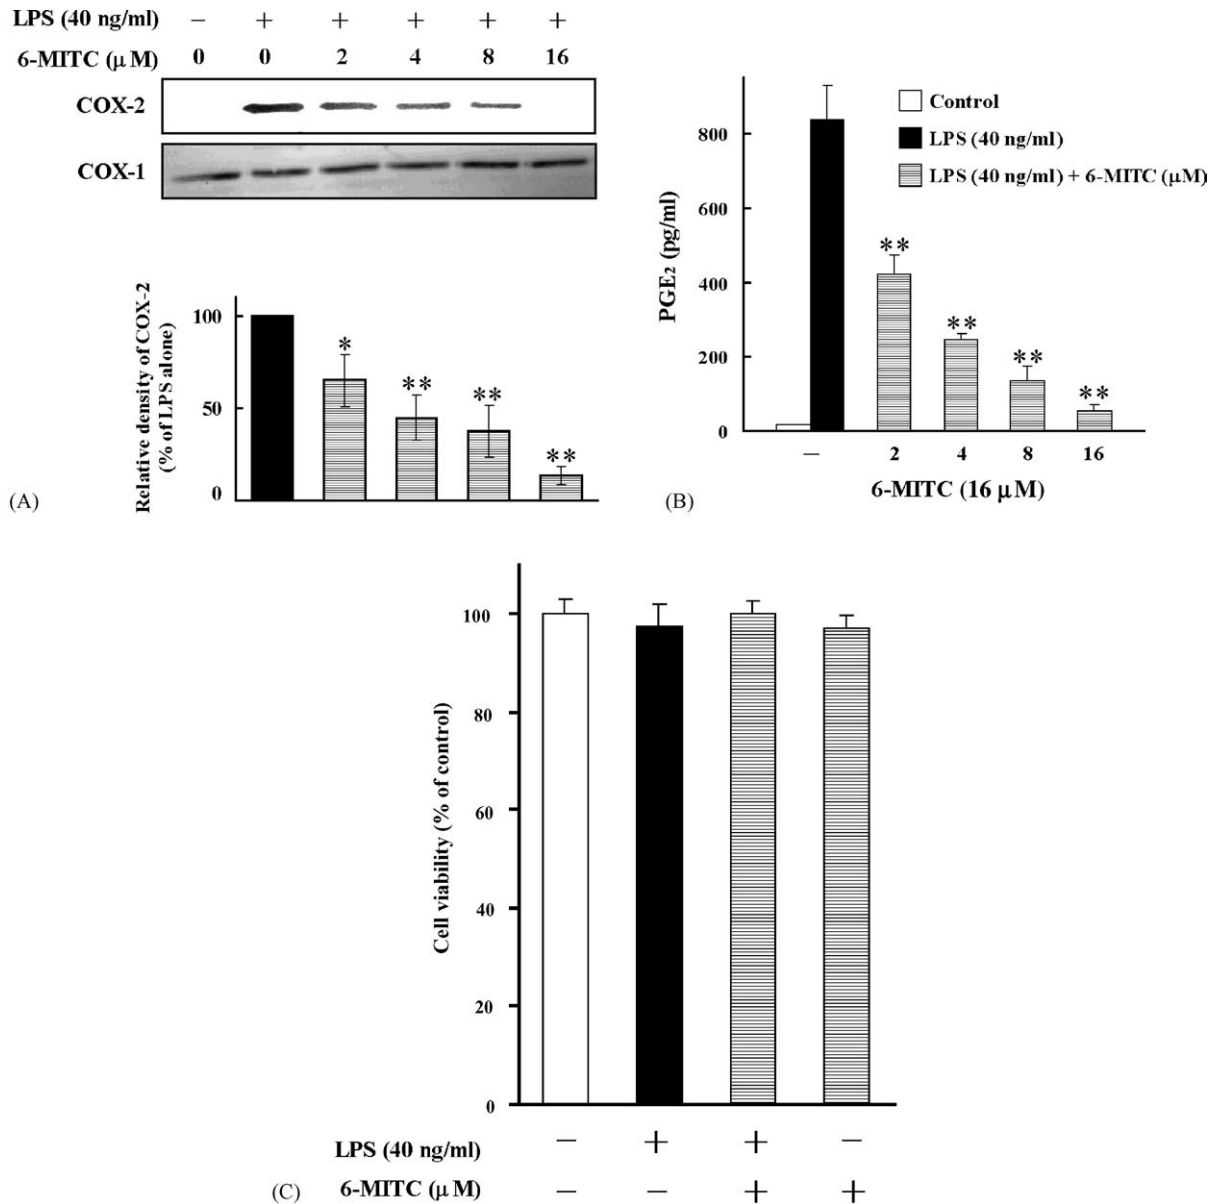 LPS (40 ng/ml) − + + + + +
6-MITC (μM) 0 0 2 4 8 16
COX-2
COX-1
Relative density of COX-2
(% of LPS alone)
100
50
0
*
**
**
**
(A)
PGE2 (pg/ml)
800
600
400
200
0
Control
LPS (40 ng/ml)
LPS (40 ng/ml) + 6-MITC (μM)
**
**
**
**
− 2 4 8 16
6-MITC (16 μM)
(B)
Cell viability (% of control)
100
80
60
40
20
0
LPS (40 ng/ml) − + + −
6-MITC (μM) − − + +
(C)